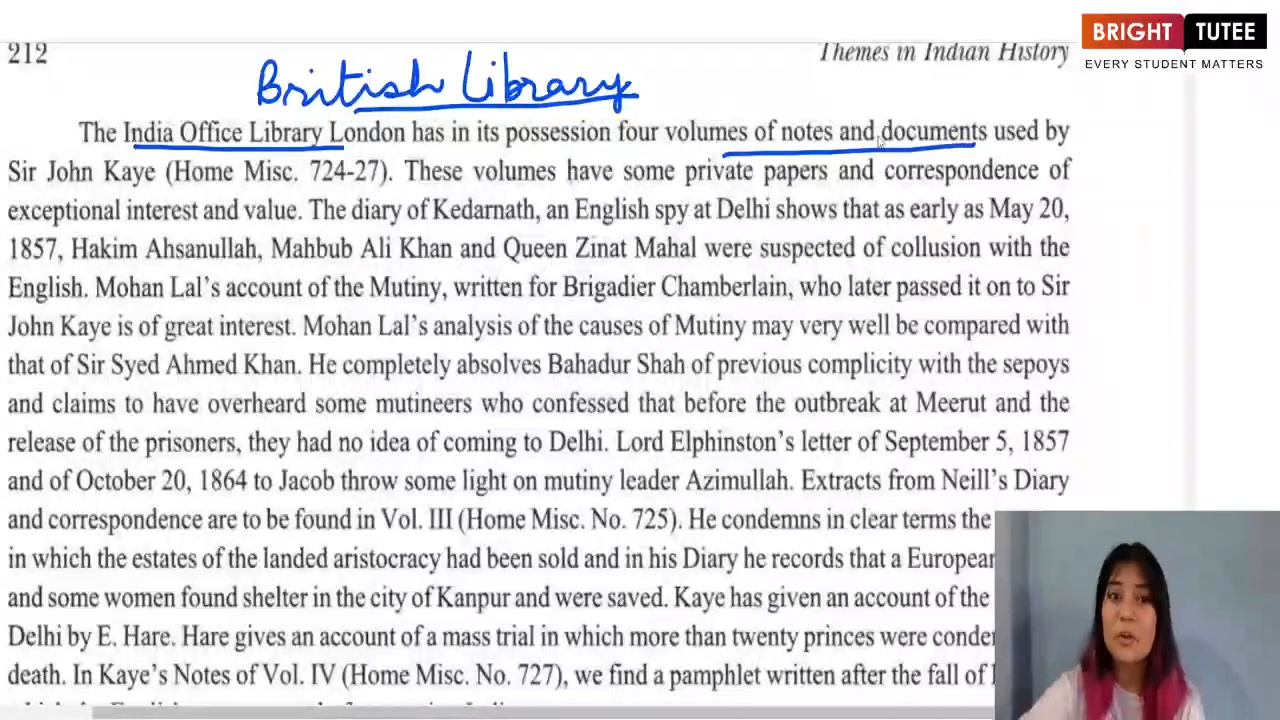 BRIGHT TUTEE
EVERY STUDENT MATTERS
212 Themes in Indian History
British Library
The India Office Library London has in its possession four volumes of notes and documents used by
Sir John Kaye (Home Misc. 724-27). These volumes have some private papers and correspondence of
exceptional interest and value. The diary of Kedarnath, an English spy at Delhi shows that as early as May 20,
1857, Hakim Ahsanullah, Mahbub Ali Khan and Queen Zinat Mahal were suspected of collusion with the
English. Mohan Lal's account of the Mutiny, written for Brigadier Chamberlain, who later passed it on to Sir
John Kaye is of great interest. Mohan Lal's analysis of the causes of Mutiny may very well be compared with
that of Sir Syed Ahmed Khan. He completely absolves Bahadur Shah of previous complicity with the sepoys
and claims to have overheard some mutineers who confessed that before the outbreak at Meerut and the
release of the prisoners, they had no idea of coming to Delhi. Lord Elphinston's letter of September 5, 1857
and of October 20, 1864 to Jacob throw some light on mutiny leader Azimullah. Extracts from Neill's Diary
and correspondence are to be found in Vol. III (Home Misc. No. 725). He condemns in clear terms the
in which the estates of the landed aristocracy had been sold and in his Diary he records that a European
and some women found shelter in the city of Kanpur and were saved. Kaye has given an account of the
Delhi by E. Hare. Hare gives an account of a mass trial in which more than twenty princes were conde
death. In Kaye's Notes of Vol. IV (Home Misc. No. 727), we find a pamphlet written after the fall of